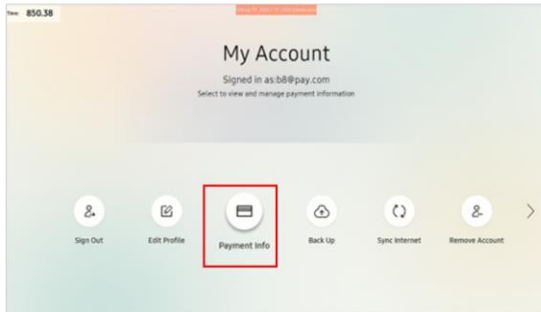 Time: 850.38
My Account
Signed in as:b8@pay.com
Select to view and manage payment information
Sign Out
Edit Profile
Payment Info
Back Up
Sync Internet
Remove Account